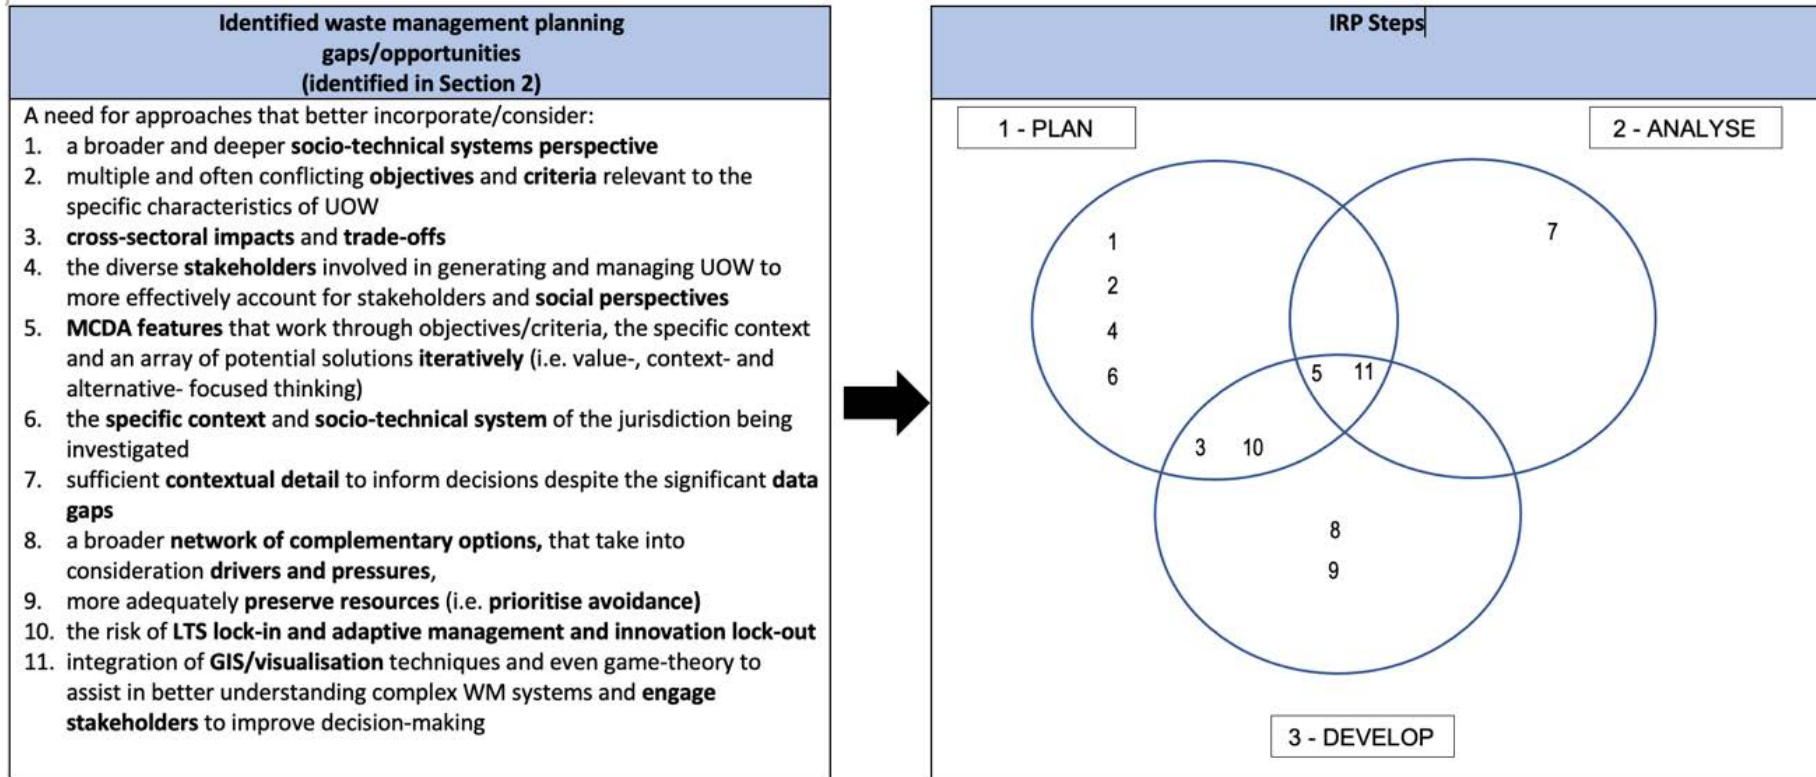 Identified waste management planning
gaps/opportunities
(identified in Section 2)
A need for approaches that better incorporate/consider:
1. a broader and deeper socio-technical systems perspective
2. multiple and often conflicting objectives and criteria relevant to the
specific characteristics of UOW
3. cross-sectoral impacts and trade-offs
4. the diverse stakeholders involved in generating and managing UOW to
more effectively account for stakeholders and social perspectives
5. MCDA features that work through objectives/criteria, the specific context
and an array of potential solutions iteratively (i.e. value-, context- and
alternative- focused thinking)
6. the specific context and socio-technical system of the jurisdiction being
investigated
7. sufficient contextual detail to inform decisions despite the significant data
gaps
8. a broader network of complementary options, that take into
consideration drivers and pressures,
9. more adequately preserve resources (i.e. prioritise avoidance)
10. the risk of LTS lock-in and adaptive management and innovation lock-out
11. integration of GIS/visualisation techniques and even game-theory to
assist in better understanding complex WM systems and engage
stakeholders to improve decision-making
IRP Steps
1 - PLAN
2 - ANALYSE
1
2
4
6
7
5 11
3 10
8
9
3 - DEVELOP